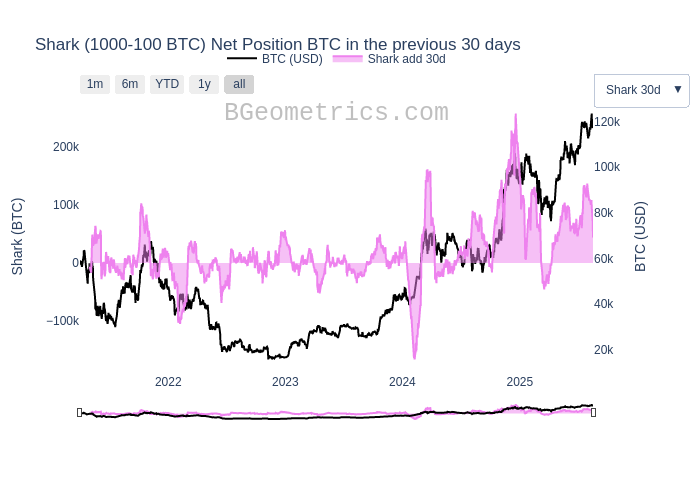 Shark (1000-100 BTC) Net Position BTC in the previous 30 days
BTC (USD) Shark add 30d
1m 6m YTD 1y all
Shark 30d ▼
BGeometrics.com
120k
200k
100k
100k
80k
Shark (BTC)
BTC (USD)
0
60k
40k
−100k
20k
2022 2023 2024 2025